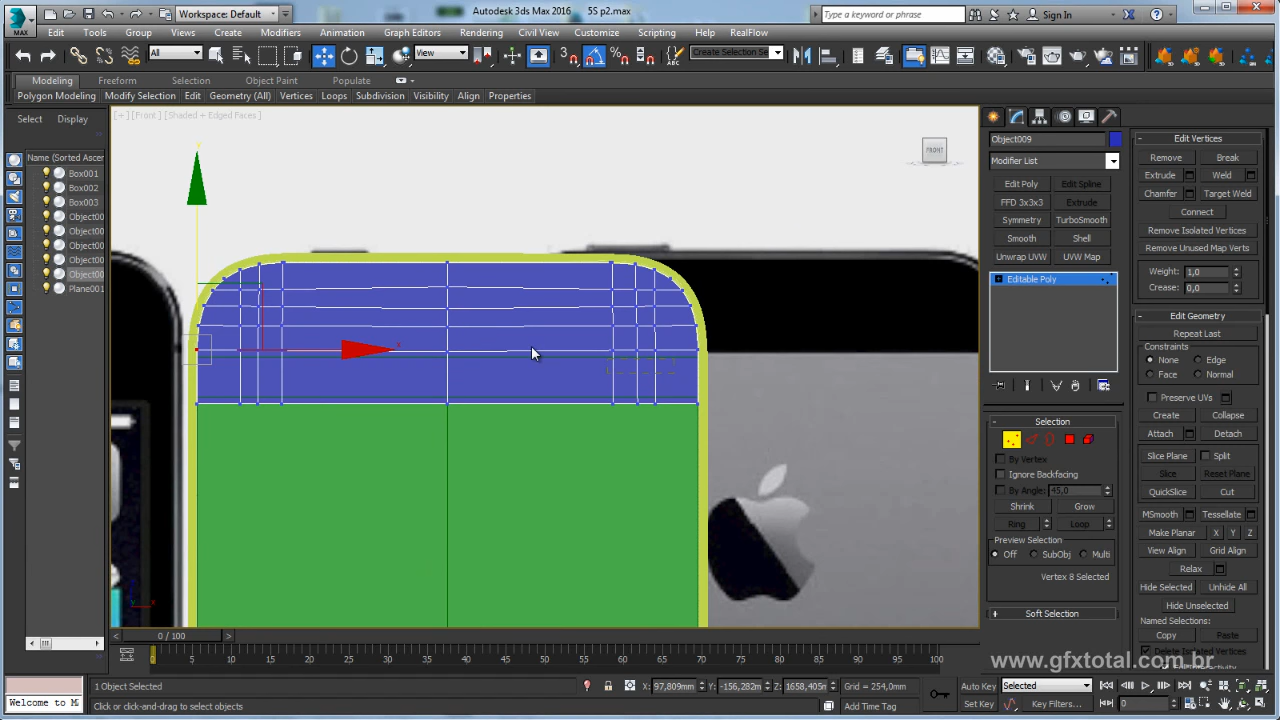 Autodesk 3ds Max 2016   5S p2.max
Workspace: Default
Type a keyword or phrase
Sign In
MAX
Edit
Tools
Group
Views
Create
Modifiers
Animation
Graph Editors
Rendering
Civil View
Customize
Scripting
Help
RealFlow
All
View
Create Selection Se
Modeling
Freeform
Selection
Object Paint
Populate
Polygon Modeling
Modify Selection
Edit
Geometry (All)
Vertices
Loops
Subdivision
Visibility
Align
Properties
Select
Display
Name (Sorted Ascen
Box001
Box002
Box003
Object00
Object00
Object00
Object00
Object00
Plane001
[+] [Front] [Shaded + Edged Faces]
FRONT
Object009
Modifier List
Edit Poly
Edit Spline
FFD 3x3x3
Extrude
Symmetry
TurboSmooth
Smooth
Shell
Unwrap UVW
UVW Map
Editable Poly
Selection
By Vertex
Ignore Backfacing
By Angle:
45,0
Shrink
Grow
Ring
Loop
Preview Selection
Off
SubObj
Multi
Vertex 8 Selected
Soft Selection
Edit Vertices
Remove
Break
Extrude
Weld
Chamfer
Target Weld
Connect
Remove Isolated Vertices
Remove Unused Map Verts
Weight: 1,0
Crease: 0,0
Edit Geometry
Repeat Last
Constraints
None
Edge
Face
Normal
Preserve UVs
Create
Collapse
Attach
Detach
Slice Plane
Split
Slice
Reset Plane
QuickSlice
Cut
MSmooth
Tessellate
Make Planar
X
Y
Z
View Align
Grid Align
Relax
Hide Selected
Unhide All
Hide Unselected
Named Selections:
Copy
Paste
Delete Isolated Vertices
www.gfxtotal.com.br
0 / 100
0 5 10 15 20 25 30 35 40 45 50 55 60 65 70 75 80 85 90 95 100
1 Object Selected
X: 97,809mm
Y: -156,282m
Z: 1658,405m
Grid = 254,0mm
Auto Key
Selected
Welcome to M
Click or click-and-drag to select objects
Add Time Tag
Set Key
Key Filters...
0